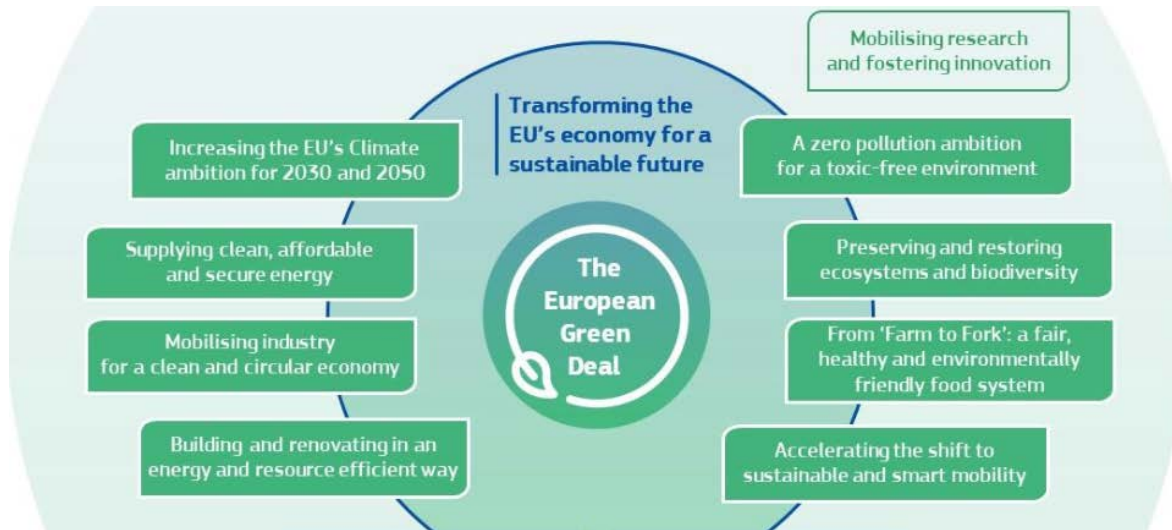 Mobilising research
and fostering innovation
Transforming the
EU's economy for a
sustainable future
Increasing the EU's Climate
ambition for 2030 and 2050
Supplying clean, affordable
and secure energy
Mobilising industry
for a clean and circular economy
Building and renovating in an
energy and resource efficient way
The
European
Green
Deal
A zero pollution ambition
for a toxic-free environment
Preserving and restoring
ecosystems and biodiversity
From ‘Farm to Fork’: a fair,
healthy and environmentally
friendly food system
Accelerating the shift to
sustainable and smart mobility